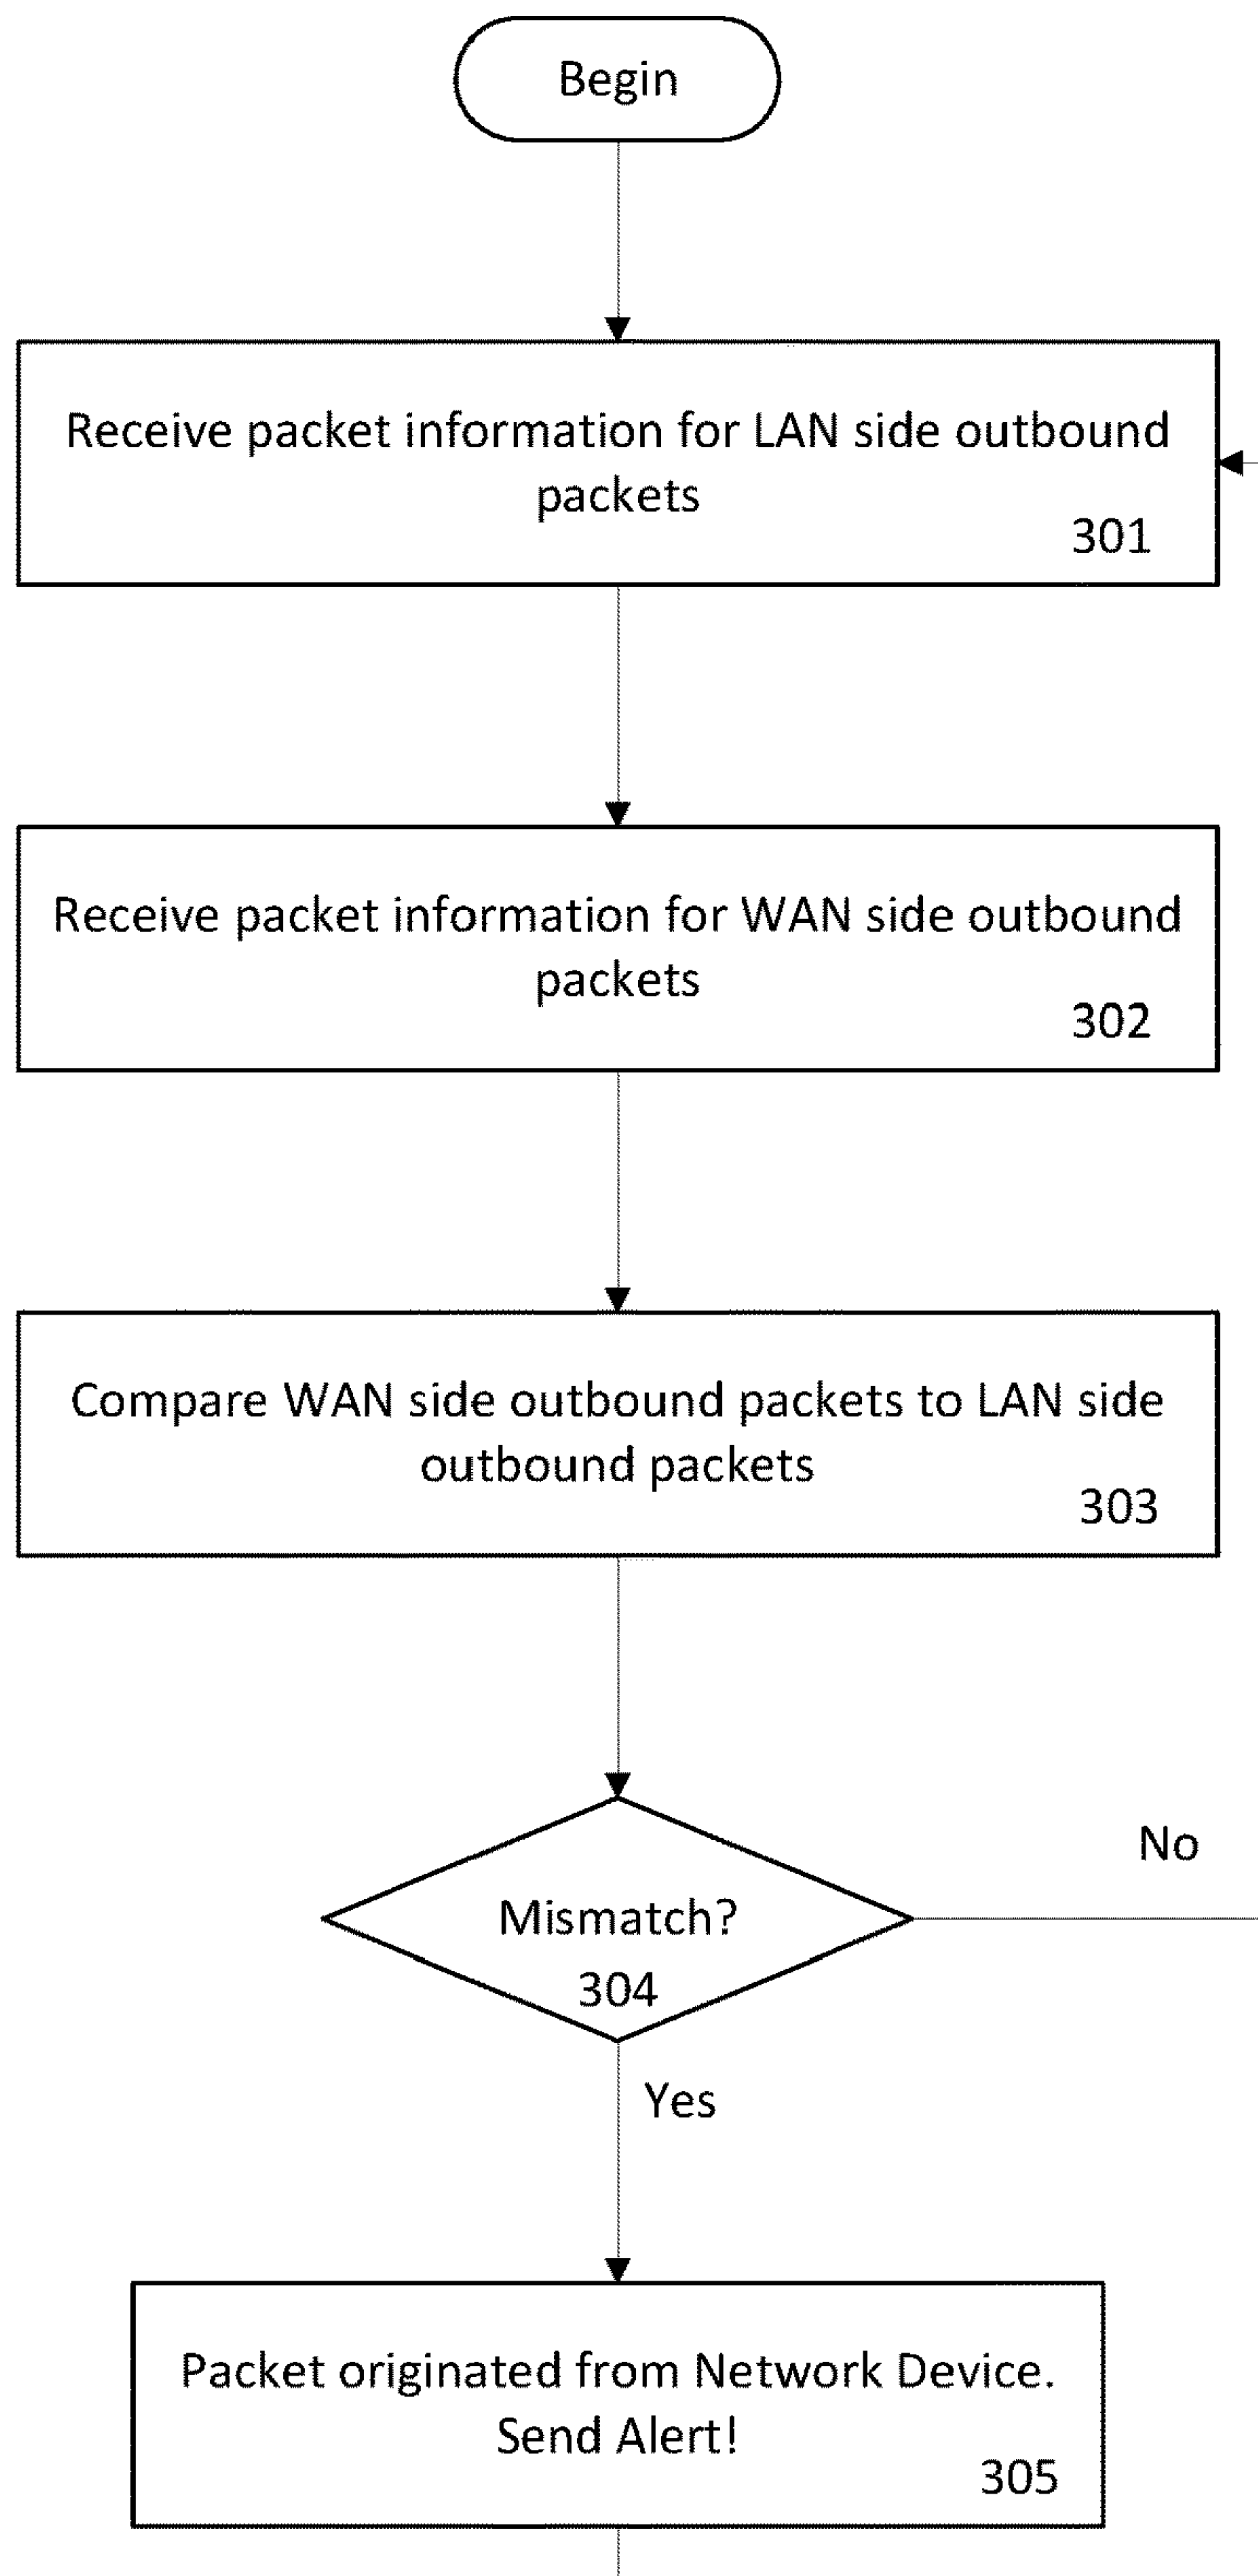 Begin
Receive packet information for LAN side outbound
packets
301
Receive packet information for WAN side outbound
packets
302
Compare WAN side outbound packets to LAN side
outbound packets
303
No
Mismatch?
304
Yes
Packet originated from Network Device.
Send Alert!
305